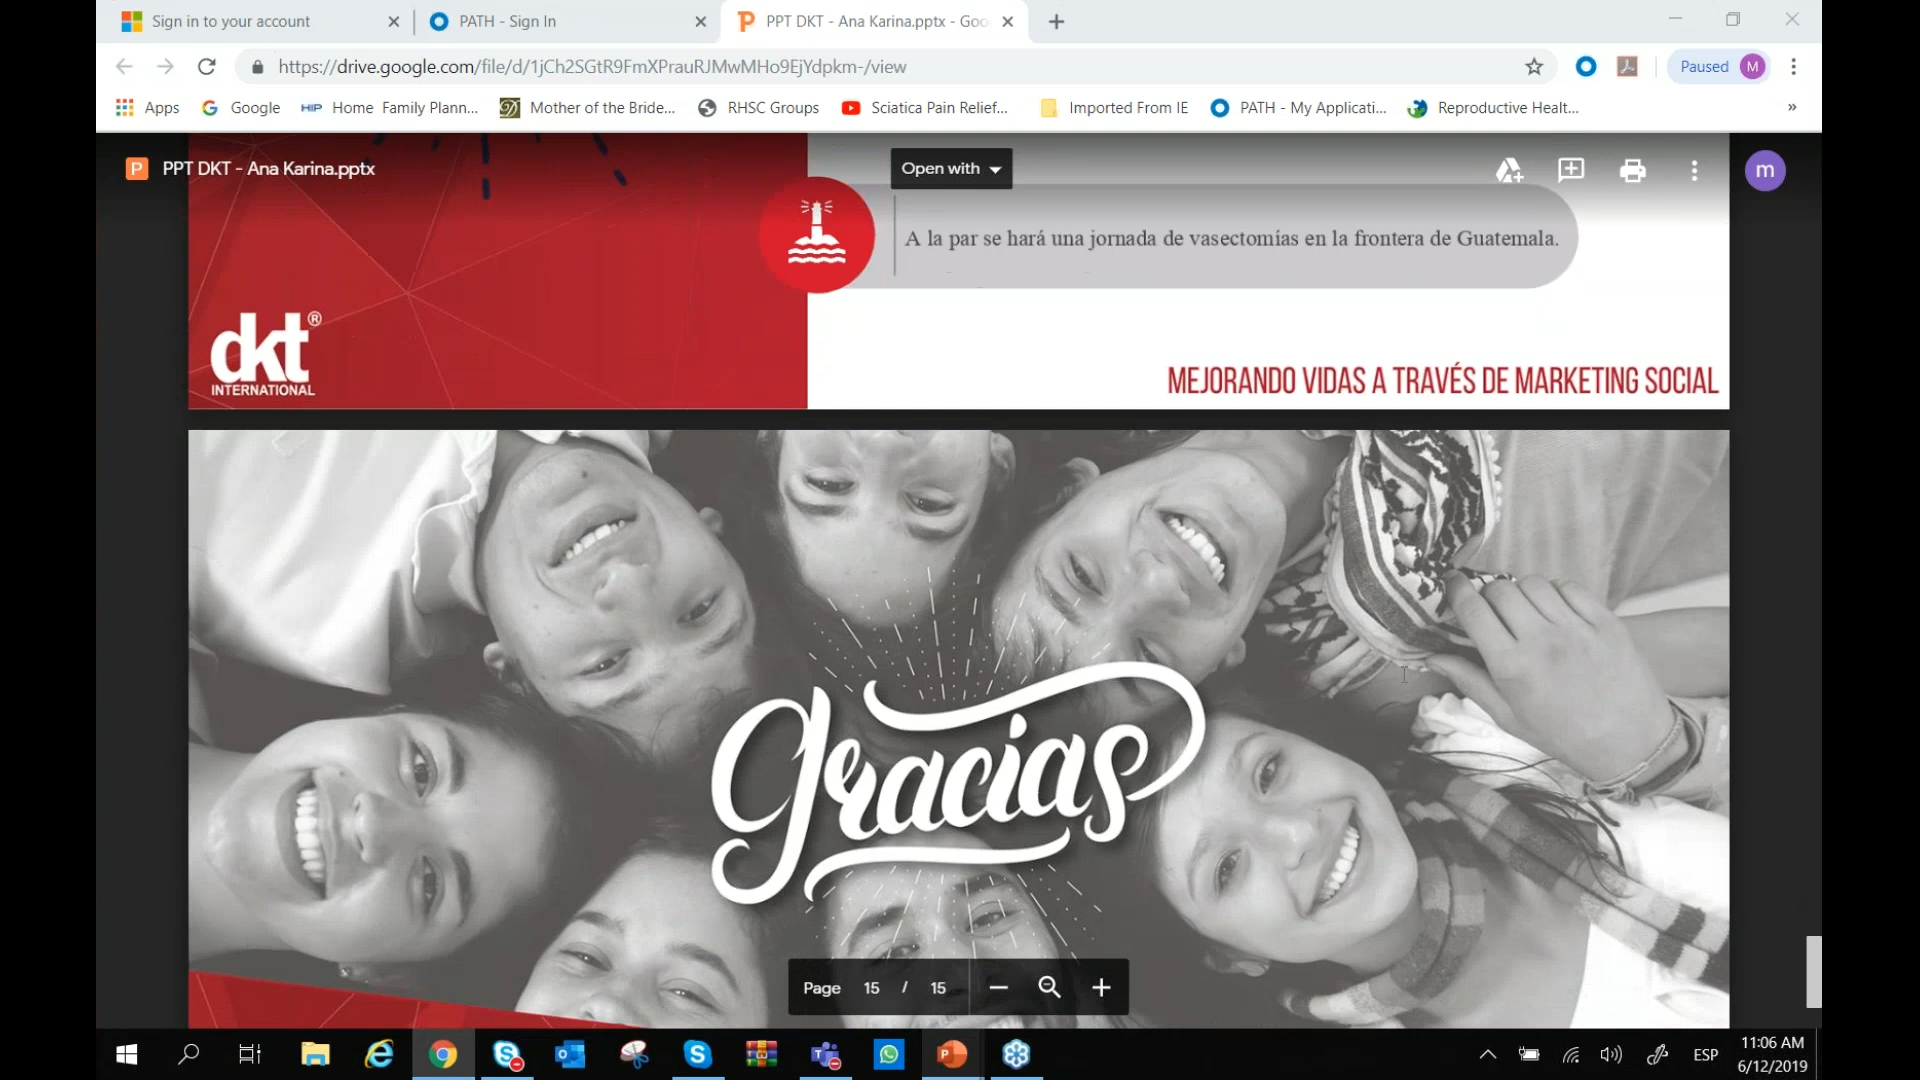 Sign in to your account
PATH - Sign In
PPT DKT - Ana Karina.pptx - Goo
https://drive.google.com/file/d/1jCh2SGtR9FmXPrauRJMwMHo9EjYdpkm-/view
Paused M
Apps
Google
HIP Home Family Plann...
Mother of the Bride...
RHSC Groups
Sciatica Pain Relief...
Imported From IE
PATH - My Applicati...
Reproductive Healt...
»
P PPT DKT - Ana Karina.pptx
Open with
m
A la par se hará una jornada de vasectomías en la frontera de Guatemala.
dkt®
INTERNATIONAL
MEJORANDO VIDAS A TRAVÉS DE MARKETING SOCIAL
Gracias
Page 15 / 15
ESP
11:06 AM
6/12/2019